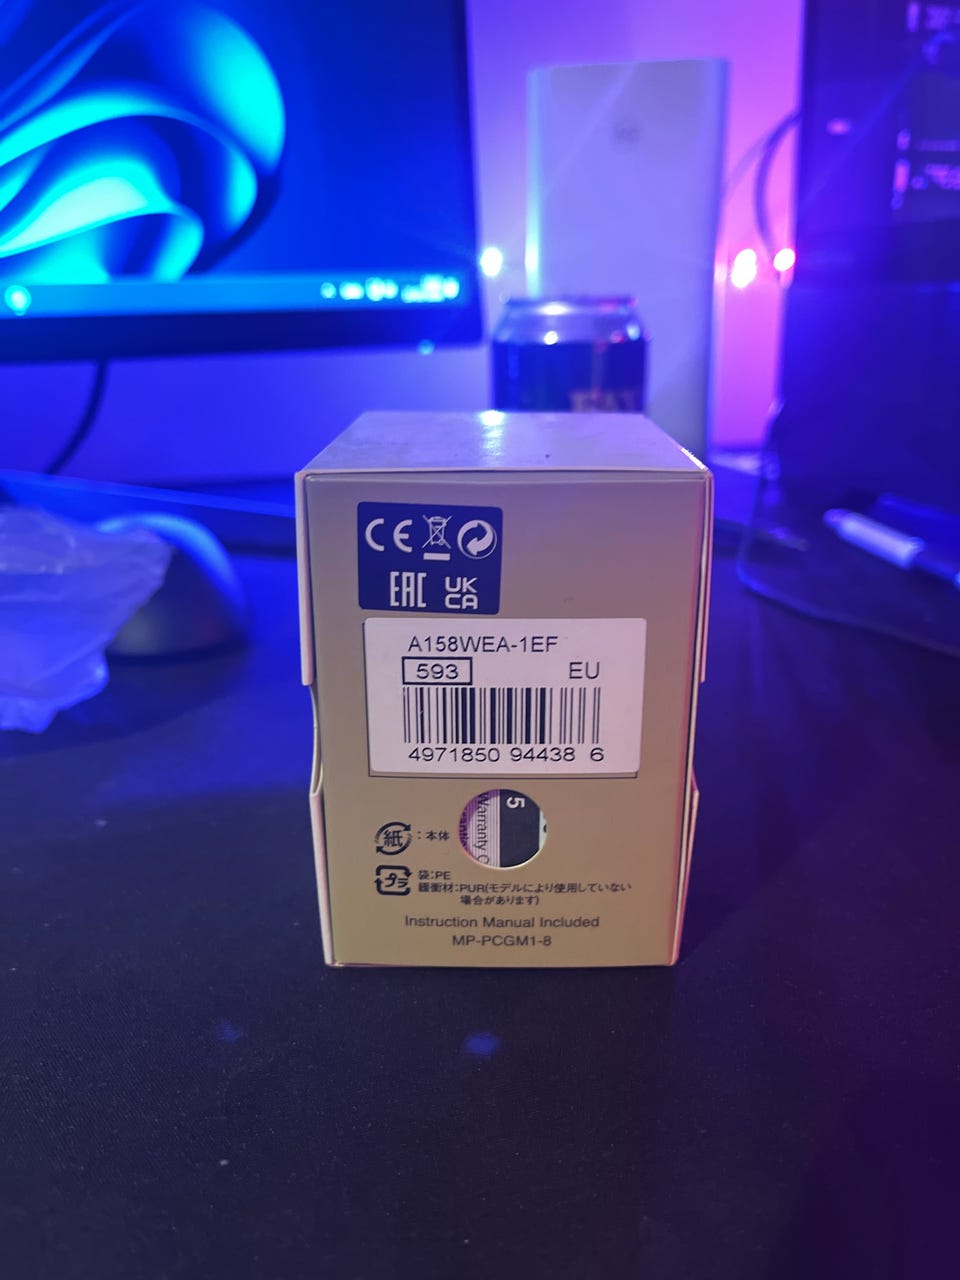 CE
EAC UK
CA
A158WEA-1EF
593 EU
4971850 94438 6
5
Warranty
紙 :本体
プラ 袋:PE
緩衝材:PUR(モデルにより使用していない
場合があります)
Instruction Manual Included
MP-PCGM1-8